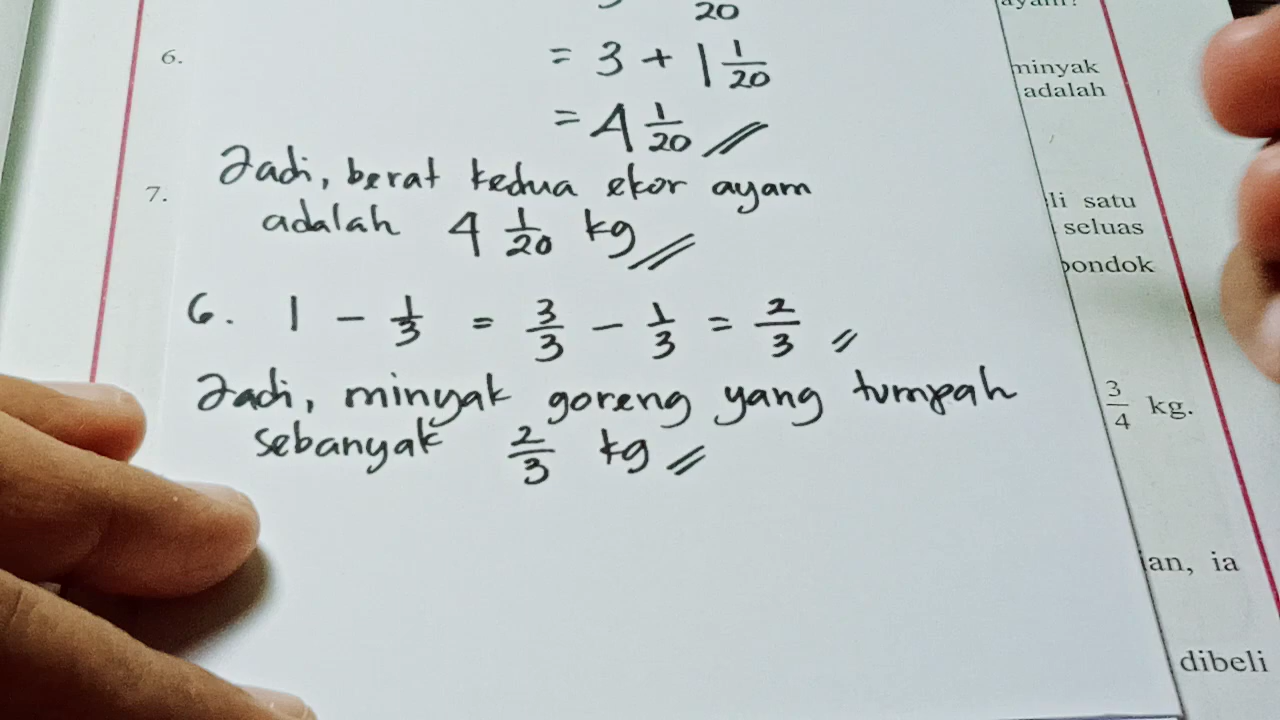 20
= 3 + 1 1/20
= 4 1/20 //
Jadi, berat kedua ekor ayam
adalah 4 1/20 kg //
6. 1 - 1/3 = 3/3 - 1/3 = 2/3 //
Jadi, minyak goreng yang tumpah
sebanyak 2/3 kg //
6.
7.
minyak
adalah
satu
seluas
pondok
3/4 kg.
ia
dibeli